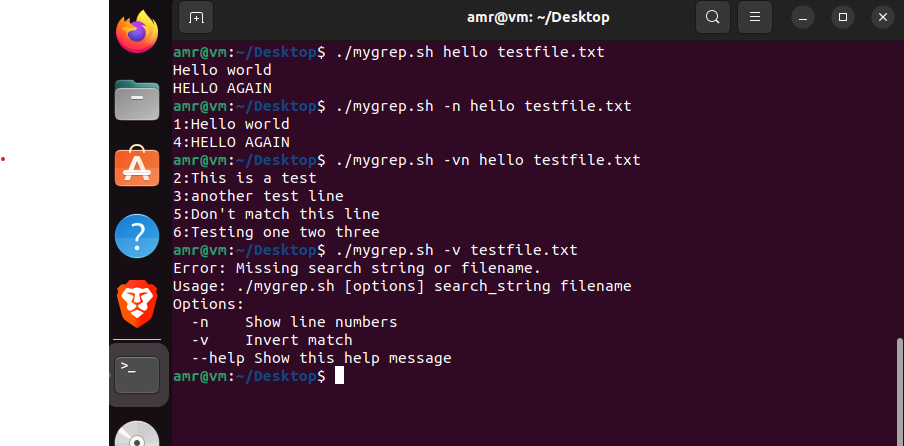 amr@vm: ~/Desktop
amr@vm:~/Desktop$ ./mygrep.sh hello testfile.txt
Hello world
HELLO AGAIN
amr@vm:~/Desktop$ ./mygrep.sh -n hello testfile.txt
1:Hello world
4:HELLO AGAIN
amr@vm:~/Desktop$ ./mygrep.sh -vn hello testfile.txt
2:This is a test
3:another test line
5:Don't match this line
6:Testing one two three
amr@vm:~/Desktop$ ./mygrep.sh -v testfile.txt
Error: Missing search string or filename.
Usage: ./mygrep.sh [options] search_string filename
Options:
  -n    Show line numbers
  -v    Invert match
  --help Show this help message
amr@vm:~/Desktop$